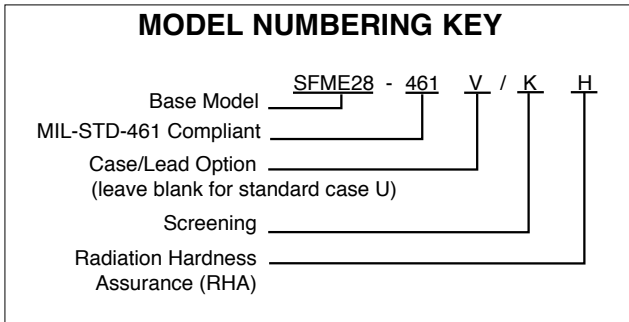 MODEL NUMBERING KEY
SFME28 - 461 V / K H
Base Model
MIL-STD-461 Compliant
Case/Lead Option
(leave blank for standard case U)
Screening
Radiation Hardness
Assurance (RHA)